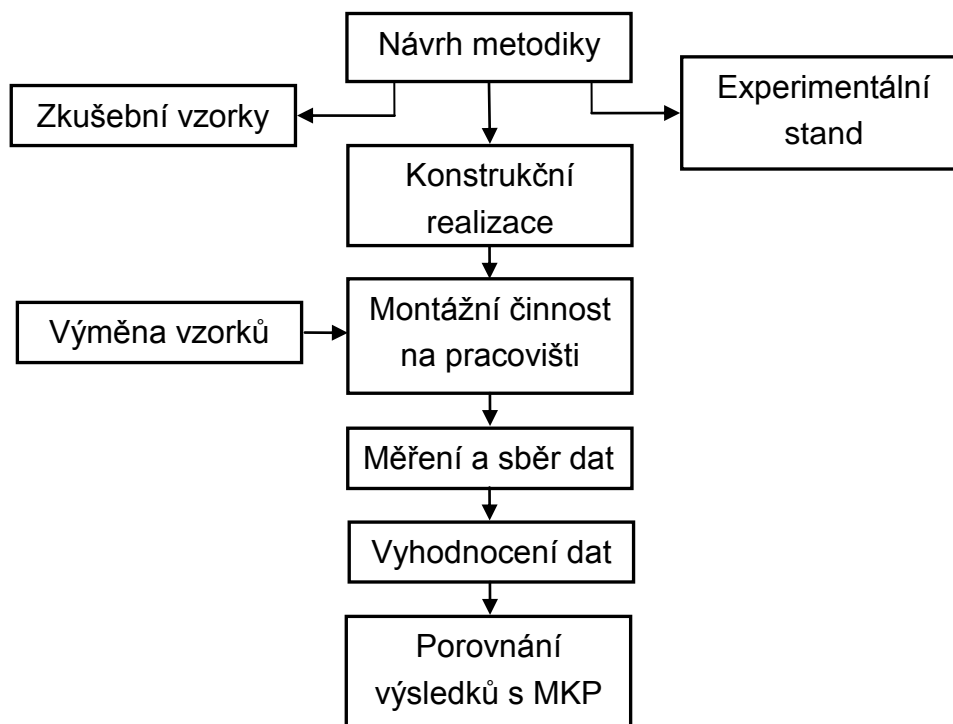 Návrh metodiky
Zkušební vzorky
Experimentální
stand
Konstrukční
realizace
Výměna vzorků
Montážní činnost
na pracovišti
Měření a sběr dat
Vyhodnocení dat
Porovnání
výsledků s MKP